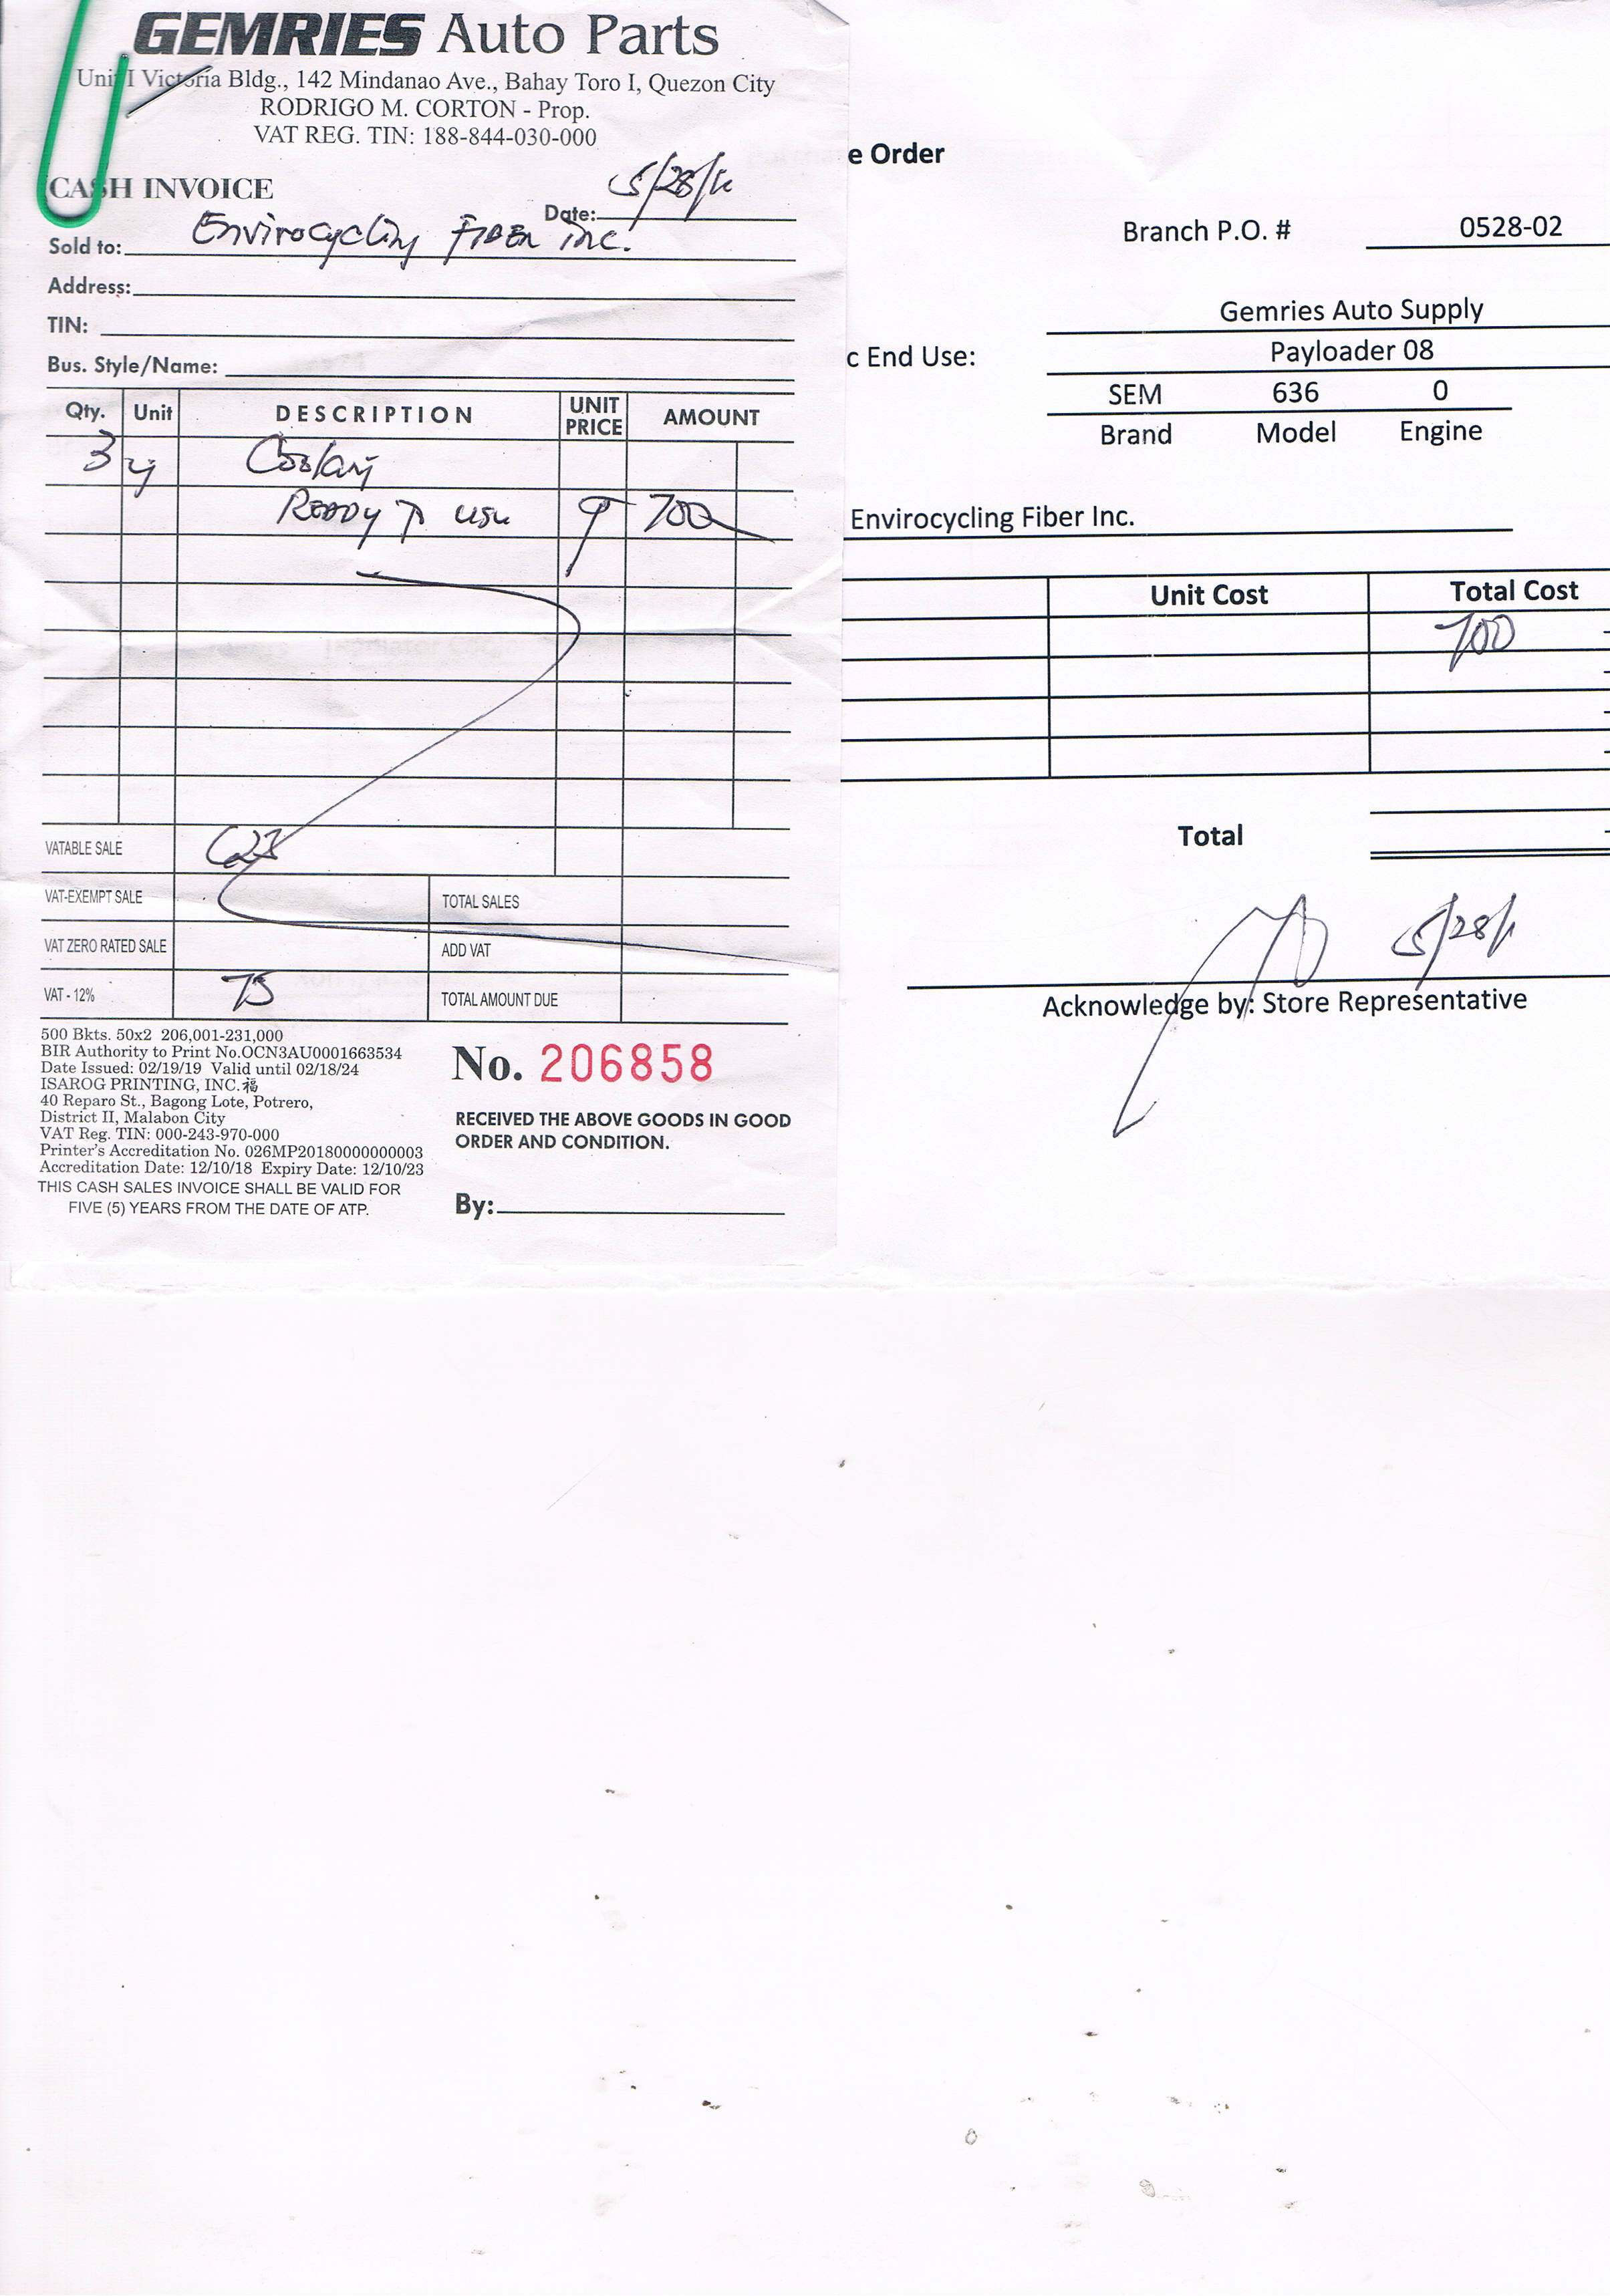 GEMRIES Auto Parts
Unit I Victoria Bldg., 142 Mindanao Ave., Bahay Toro I, Quezon City
RODRIGO M. CORTON - Prop.
VAT REG. TIN: 188-844-030-000
CASH INVOICE
Date:
Sold to: Envirocycling FIBER inc.
Address:
TIN:
Bus. Style/Name:
Qty. Unit DESCRIPTION UNIT PRICE AMOUNT
3
READY use 700
VATABLE SALE
VAT-EXEMPT SALE TOTAL SALES
VAT ZERO RATED SALE ADD VAT
VAT - 12% 75 TOTAL AMOUNT DUE
500 Bkts. 50x2 206,001-231,000
BIR Authority to Print No.OCN3AU0001663534
Date Issued: 02/19/19 Valid until 02/18/24
ISAROG PRINTING, INC.福
40 Reparo St., Bagong Lote, Potrero,
District II, Malabon City
VAT Reg. TIN: 000-243-970-000
Printer's Accreditation No. 026MP20180000000003
Accreditation Date: 12/10/18 Expiry Date: 12/10/23
THIS CASH SALES INVOICE SHALL BE VALID FOR
FIVE (5) YEARS FROM THE DATE OF ATP.
No. 206858
RECEIVED THE ABOVE GOODS IN GOOD
ORDER AND CONDITION.
By:
e Order
Branch P.O. # 0528-02
Gemries Auto Supply
c End Use: Payloader 08
SEM 636 0
Brand Model Engine
Envirocycling Fiber Inc.
Unit Cost Total Cost
700
Total
5/28/1
Acknowledge by: Store Representative